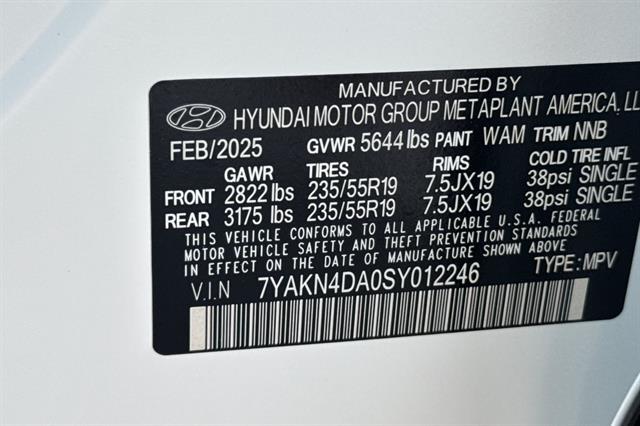 MANUFACTURED BY
HYUNDAI MOTOR GROUP METAPLANT AMERICA, LL
FEB/2025 GVWR 5644 lbs PAINT WAM TRIM NNB
GAWR TIRES RIMS COLD TIRE INFL
FRONT 2822 lbs 235/55R19 7.5JX19 38psi SINGLE
REAR 3175 lbs 235/55R19 7.5JX19 38psi SINGLE
THIS VEHICLE CONFORMS TO ALL APPLICABLE U.S.A. FEDERAL
MOTOR VEHICLE SAFETY AND THEFT PREVENTION STANDARDS
IN EFFECT ON THE DATE OF MANUFACTURE SHOWN ABOVE.
V.I.N 7YAKN4DA0SY012246 TYPE: MPV